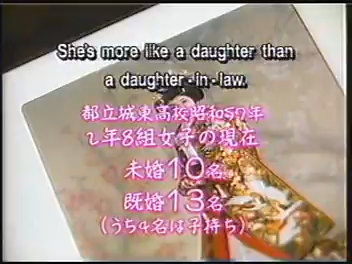 She's more like a daughter than
a daughter-in-law.
都立城東高校昭和57年
2年8組女子の現在
未婚10名
既婚13名
(うち4名は子持ち)